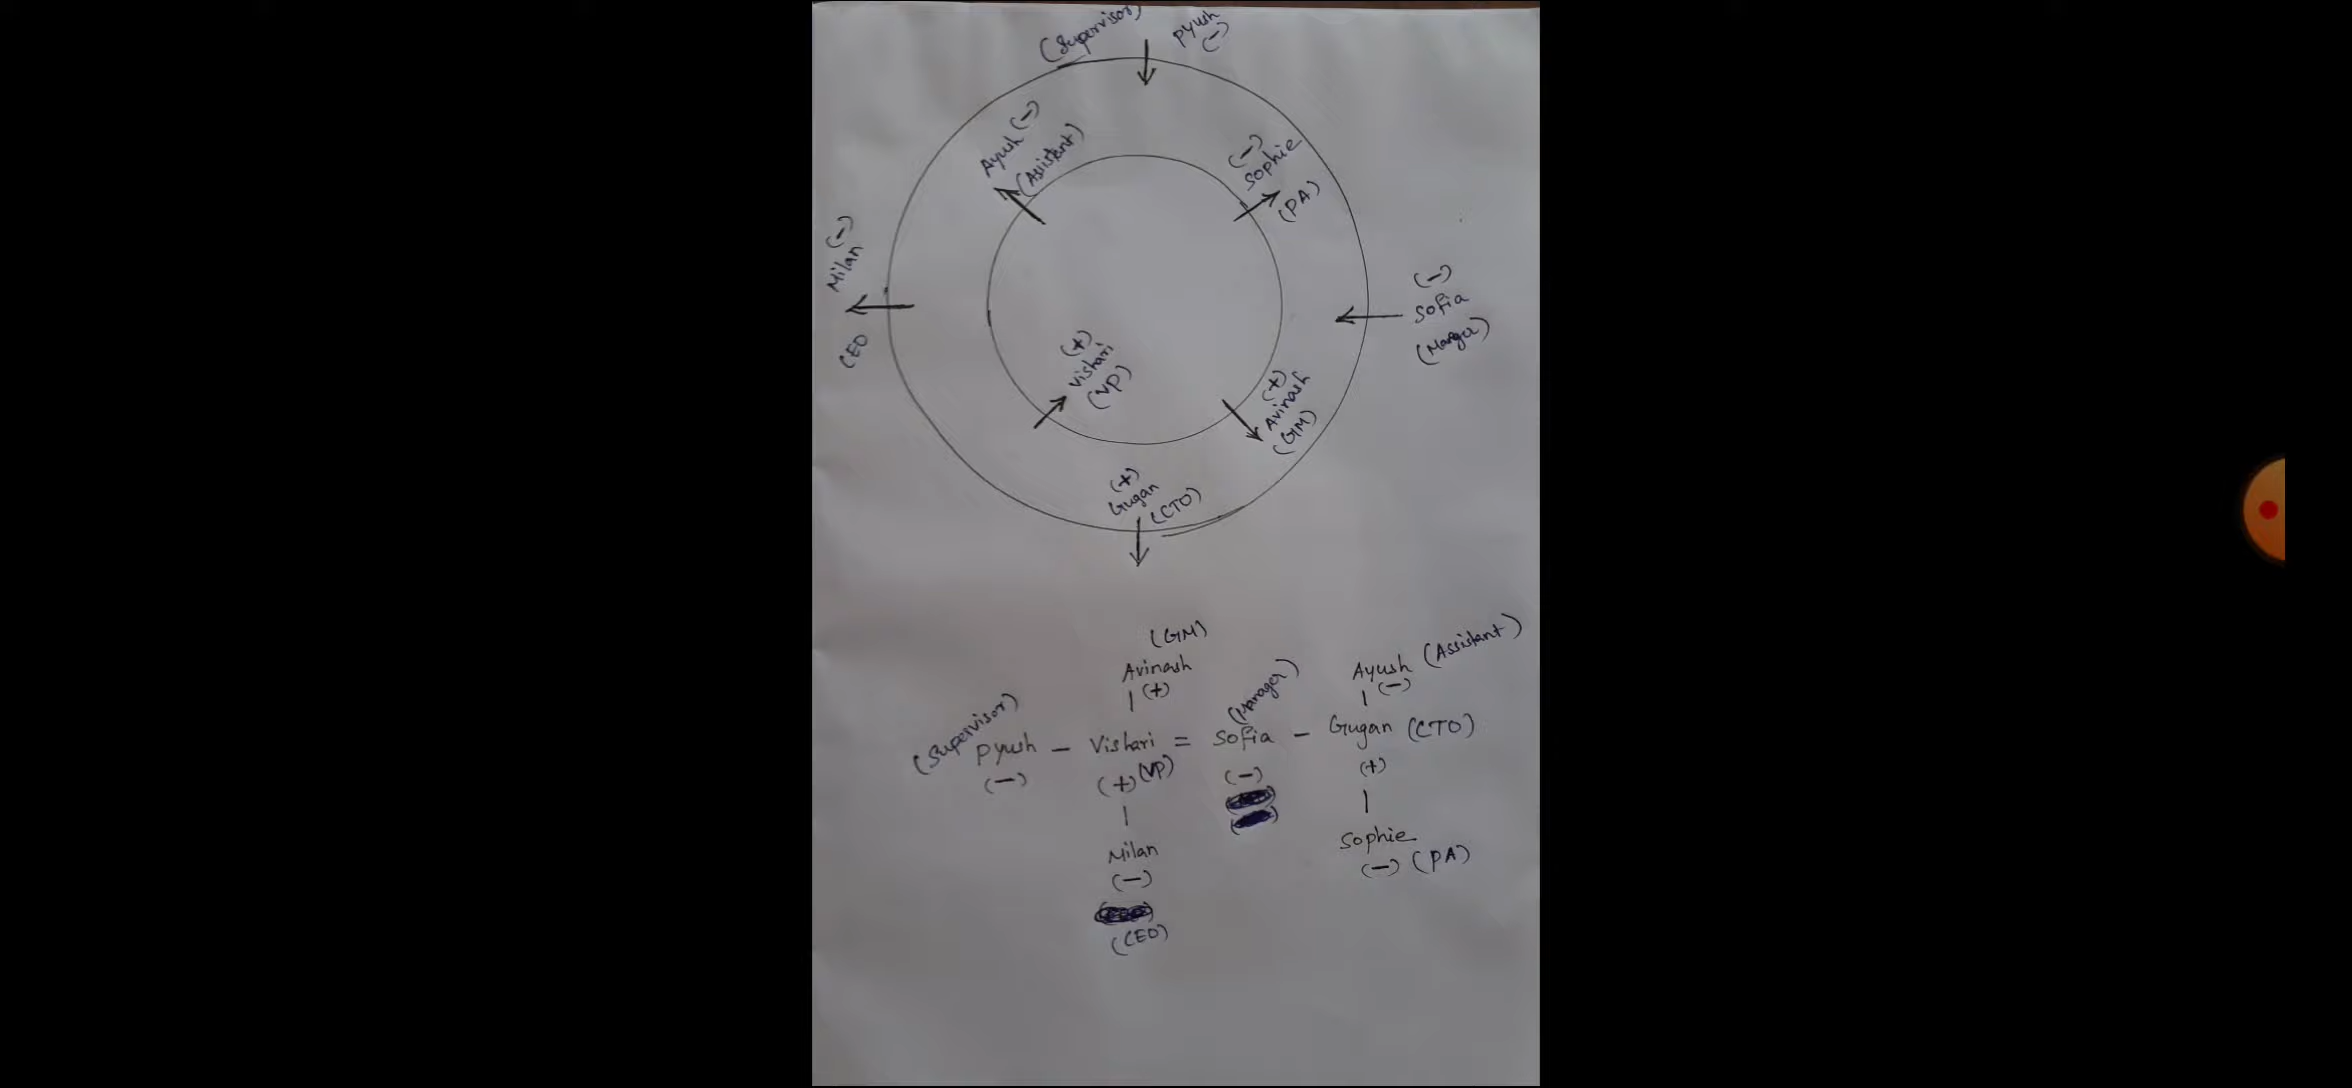 (Supervisor)
Pyush
(-)
Ayush (-)
(Asistant)
(-)
Sophie
(PA)
(-)
Milan
CEO
(-)
Sofia
(+)
Vishari
(VP)
(+)
Avinash
(GM)
(+)
Gugan
(CTO)
(GM)
Avinash
| (+)
Ayush (Assistant)
| (-)
(Supervisor)
(Manager)
Pyush - Vishari = Sofia - Gugan (CTO)
(-)
(+) (VP)
(-)
(+)
|
|
Milan
Sophie
(-)
(-) (PA)
(CEO)